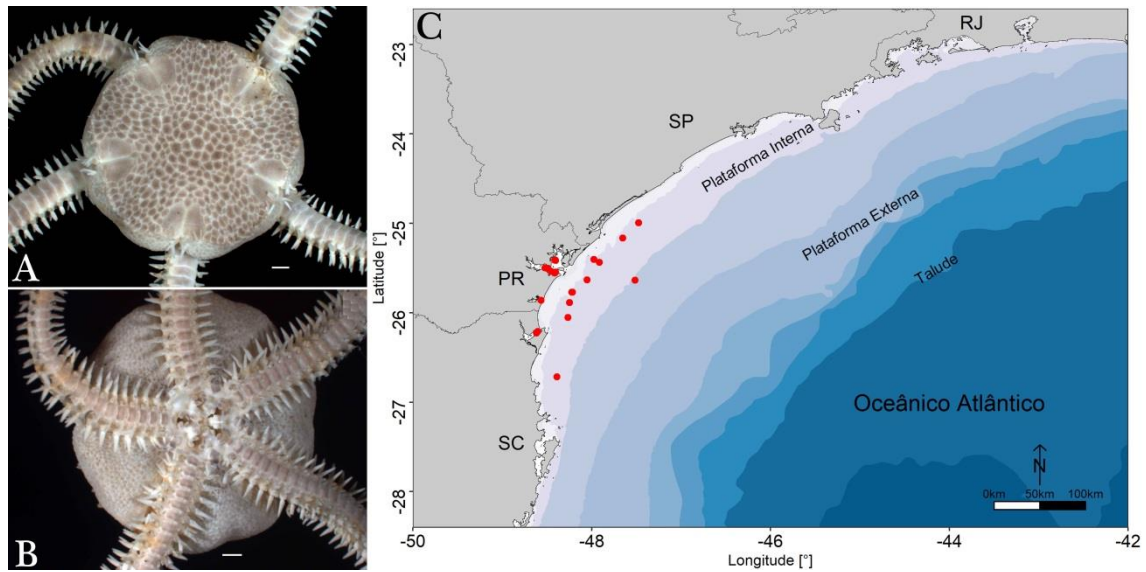 A
B
C
RJ
SP
PR
SC
Plataforma Interna
Plataforma Externa
Talude
Oceânico Atlântico
N
0km 50km 100km
-23
-24
-25
-26
-27
-28
Latitude [°]
-50 -48 -46 -44 -42
Longitude [°]